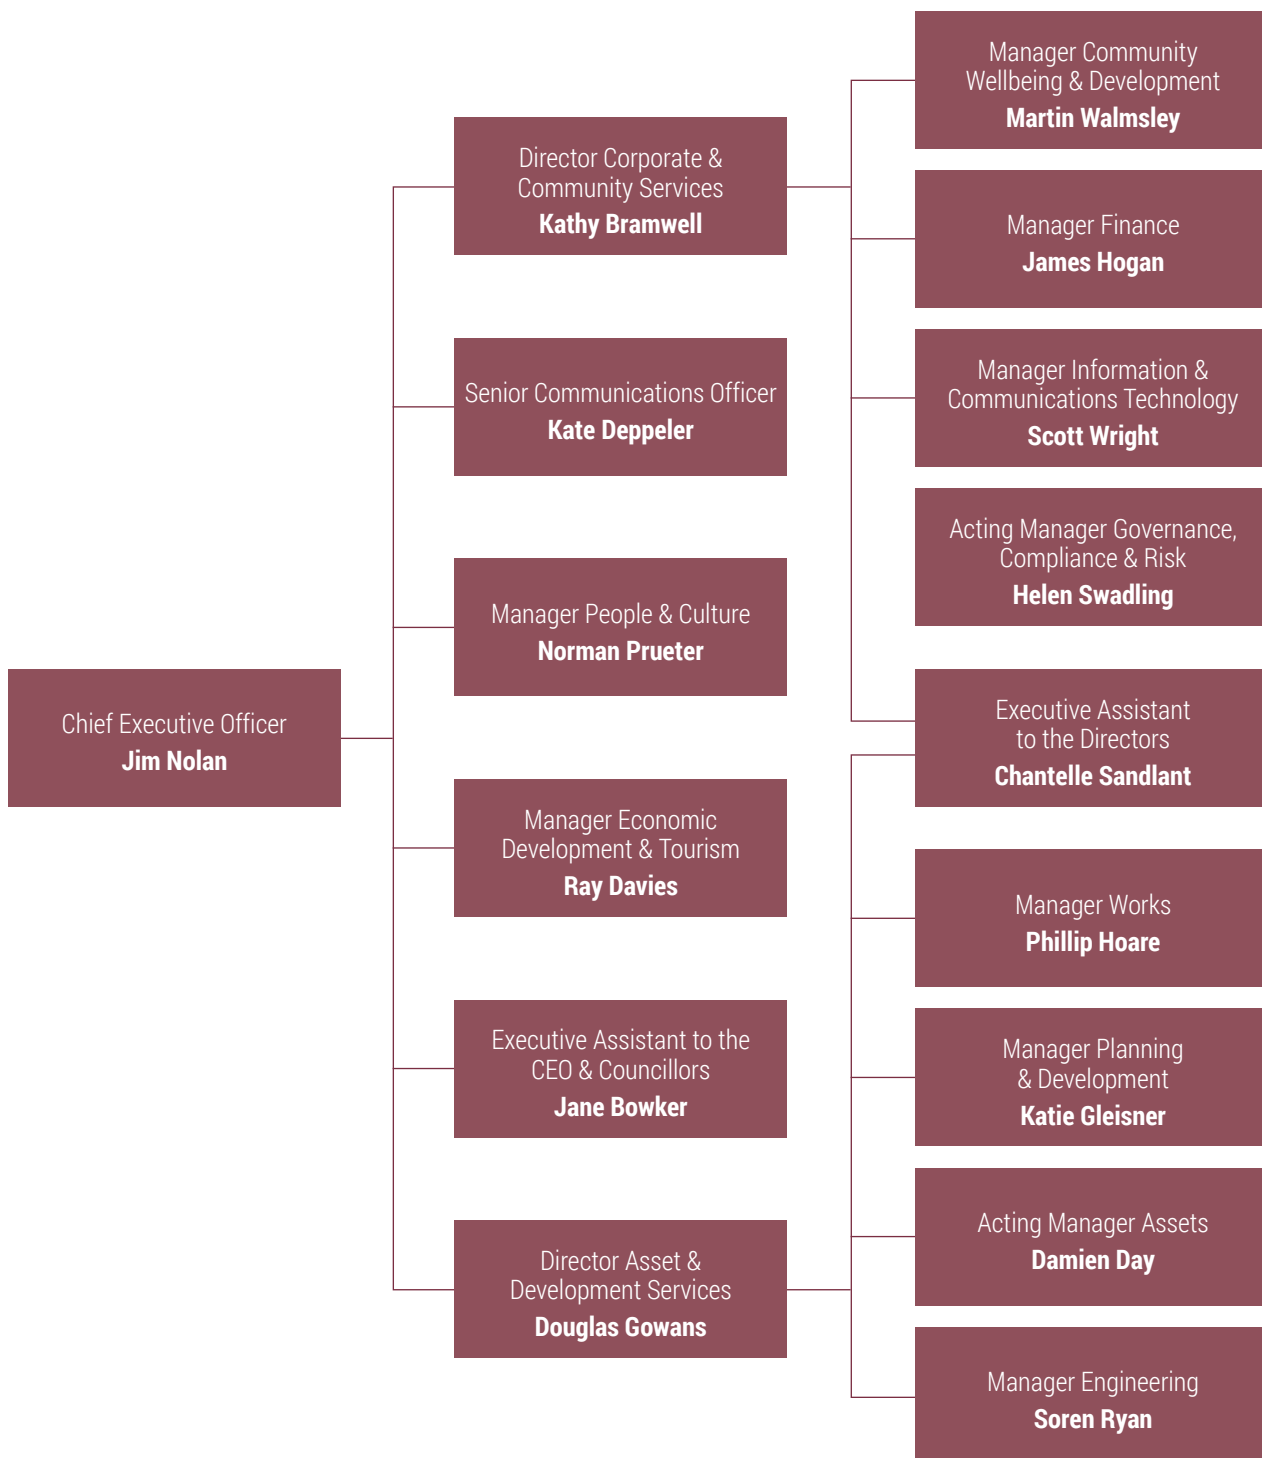 Chief Executive Officer
Jim Nolan
Director Corporate &
Community Services
Kathy Bramwell
Senior Communications Officer
Kate Deppeler
Manager People & Culture
Norman Prueter
Manager Economic
Development & Tourism
Ray Davies
Executive Assistant to the
CEO & Councillors
Jane Bowker
Director Asset &
Development Services
Douglas Gowans
Manager Community
Wellbeing & Development
Martin Walmsley
Manager Finance
James Hogan
Manager Information &
Communications Technology
Scott Wright
Acting Manager Governance,
Compliance & Risk
Helen Swadling
Executive Assistant
to the Directors
Chantelle Sandlant
Manager Works
Phillip Hoare
Manager Planning
& Development
Katie Gleisner
Acting Manager Assets
Damien Day
Manager Engineering
Soren Ryan